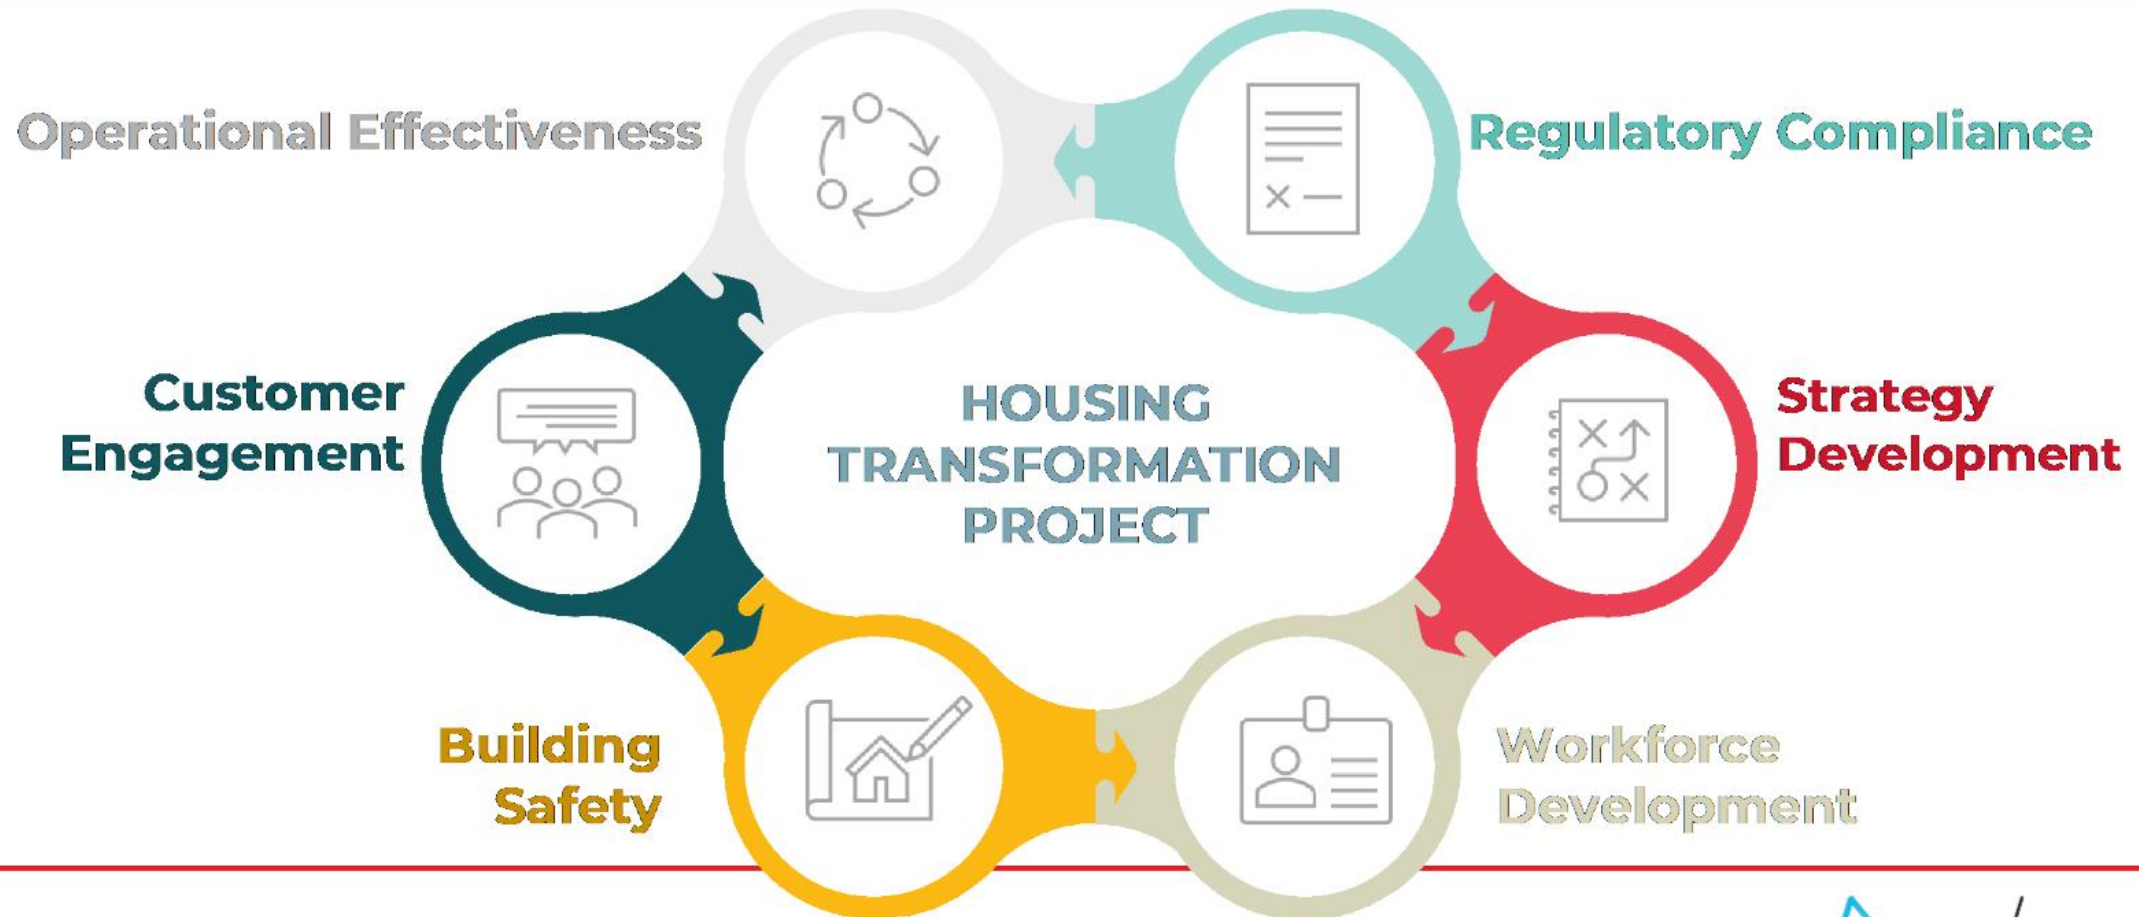 Operational Effectiveness
Regulatory Compliance
Customer
Engagement
HOUSING
TRANSFORMATION
PROJECT
Strategy
Development
Building
Safety
Workforce
Development